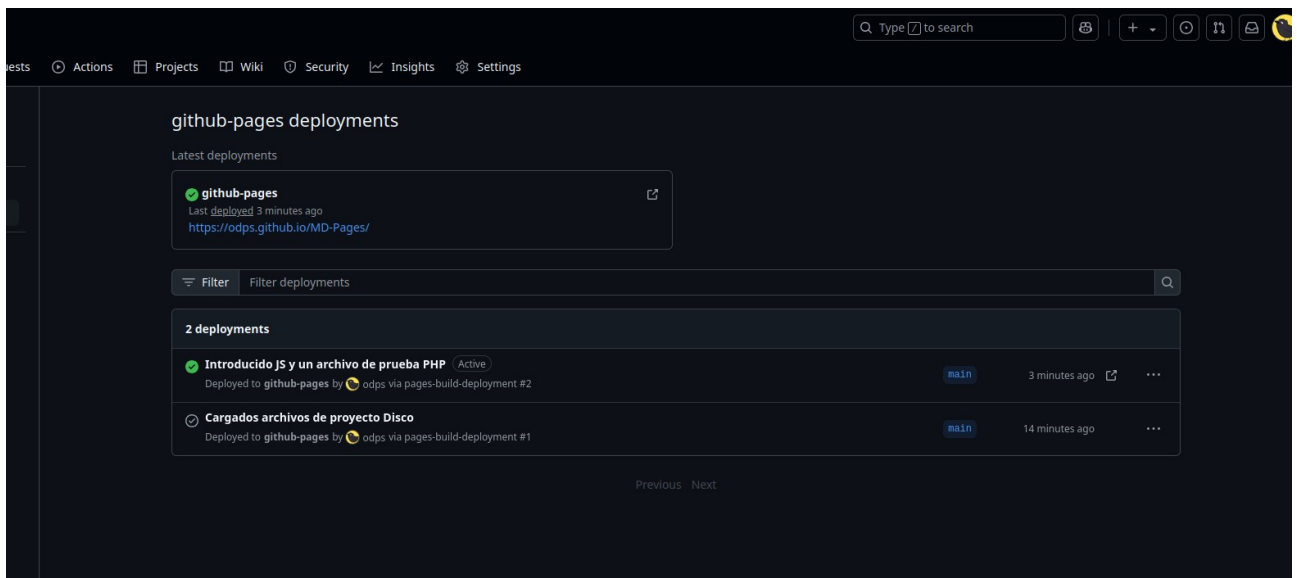 Type / to search
Actions Projects Wiki Security Insights Settings
github-pages deployments
Latest deployments
github-pages
Last deployed 3 minutes ago
https://odps.github.io/MD-Pages/
Filter Filter deployments
2 deployments
Introducido JS y un archivo de prueba PHP Active
Deployed to github-pages by odps via pages-build-deployment #2
main 3 minutes ago
Cargados archivos de proyecto Disco
Deployed to github-pages by odps via pages-build-deployment #1
main 14 minutes ago
Previous Next